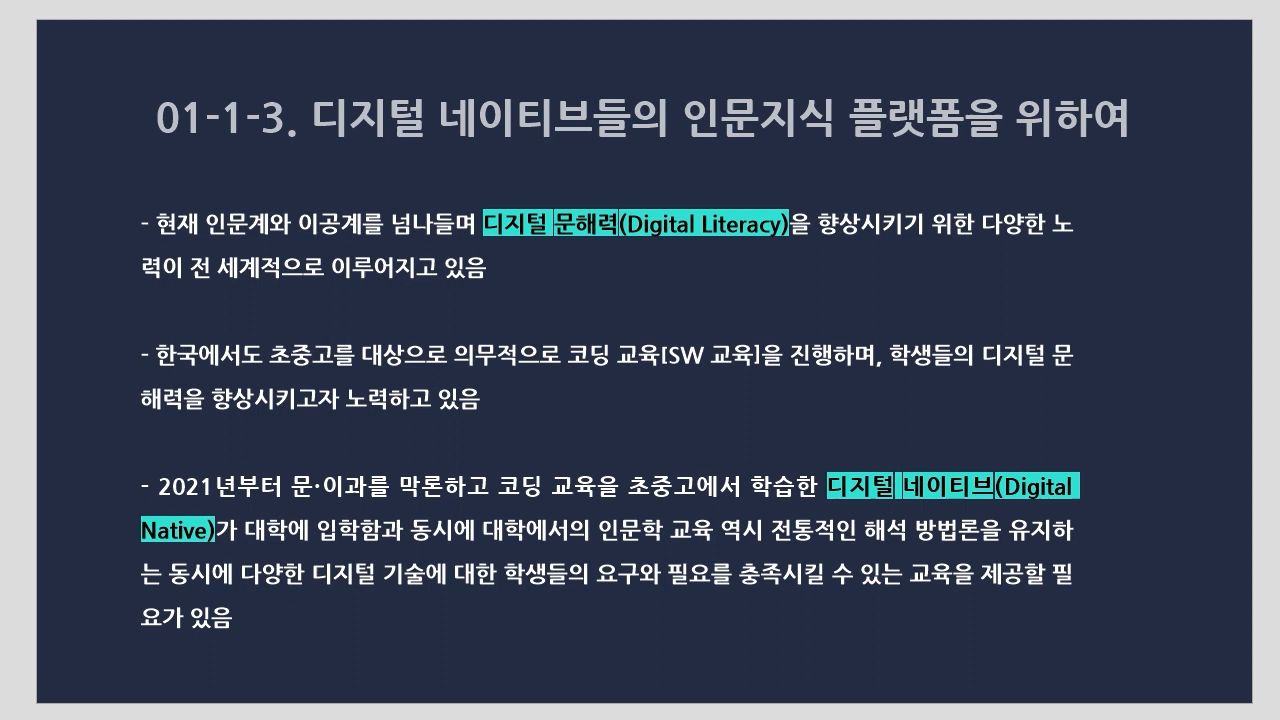 01-1-3. 디지털 네이티브들의 인문지식 플랫폼을 위하여
- 현재 인문계와 이공계를 넘나들며 디지털 문해력(Digital Literacy)을 향상시키기 위한 다양한 노
력이 전 세계적으로 이루어지고 있음
- 한국에서도 초중고를 대상으로 의무적으로 코딩 교육[SW 교육]을 진행하며, 학생들의 디지털 문
해력을 향상시키고자 노력하고 있음
- 2021년부터 문·이과를 막론하고 코딩 교육을 초중고에서 학습한 디지털 네이티브(Digital
Native)가 대학에 입학함과 동시에 대학에서의 인문학 교육 역시 전통적인 해석 방법론을 유지하
는 동시에 다양한 디지털 기술에 대한 학생들의 요구와 필요를 충족시킬 수 있는 교육을 제공할 필
요가 있음